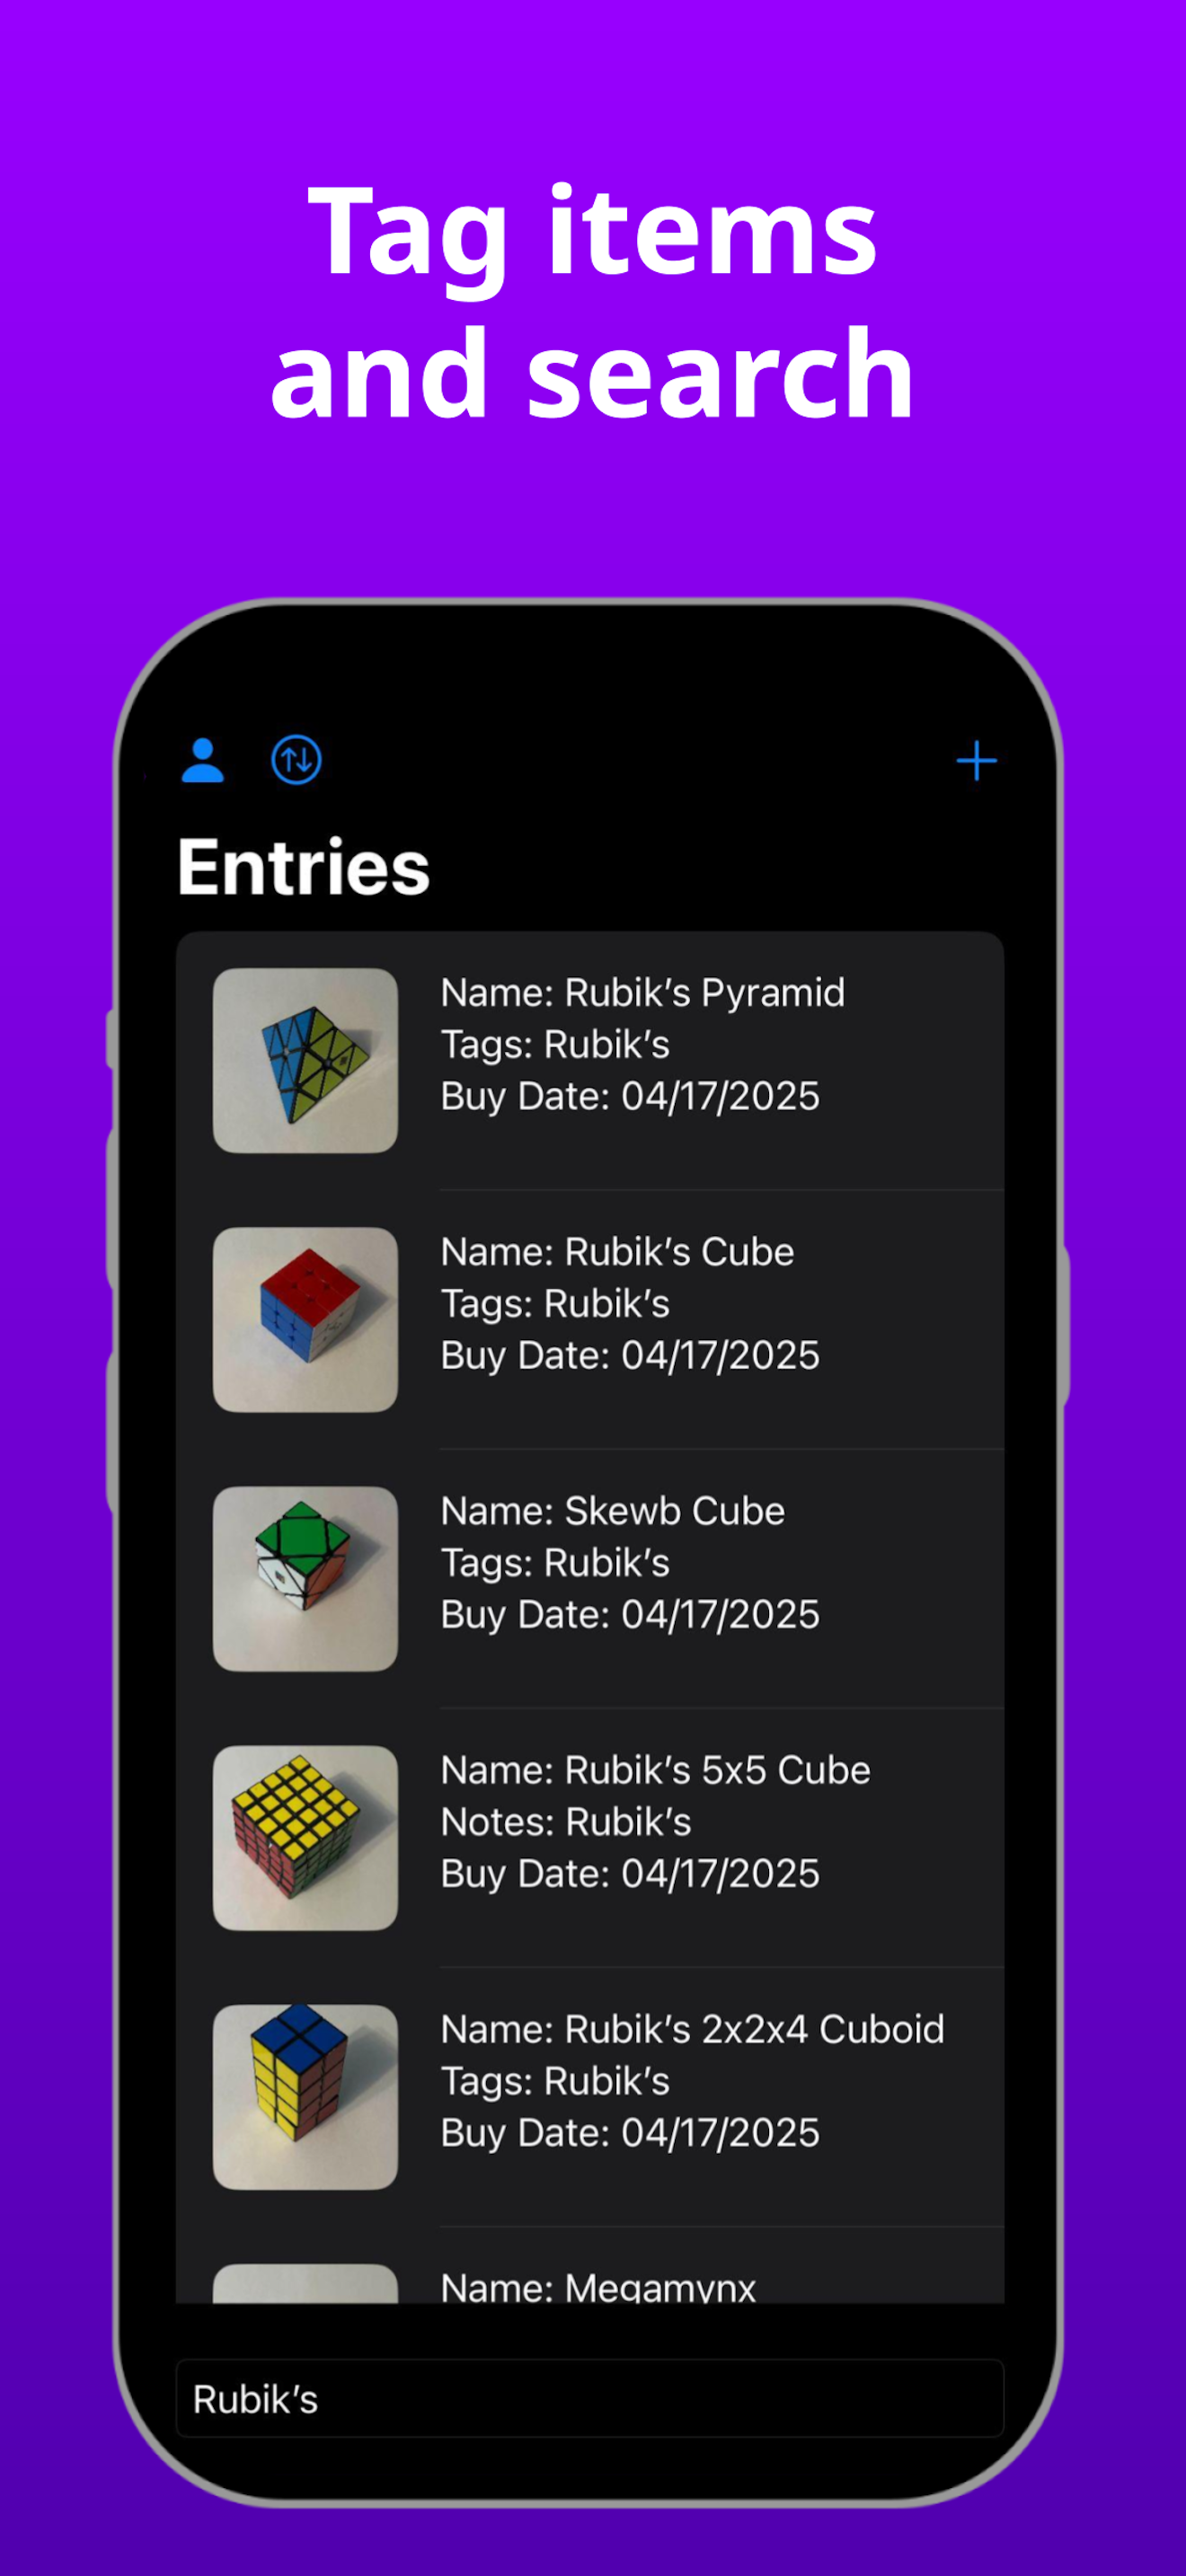 Tag items
and search
Entries
Name: Rubik’s Pyramid
Tags: Rubik’s
Buy Date: 04/17/2025
Name: Rubik’s Cube
Tags: Rubik’s
Buy Date: 04/17/2025
Name: Skewb Cube
Tags: Rubik’s
Buy Date: 04/17/2025
Name: Rubik’s 5x5 Cube
Notes: Rubik’s
Buy Date: 04/17/2025
Name: Rubik’s 2x2x4 Cuboid
Tags: Rubik’s
Buy Date: 04/17/2025
Name: Megamynx
Rubik’s